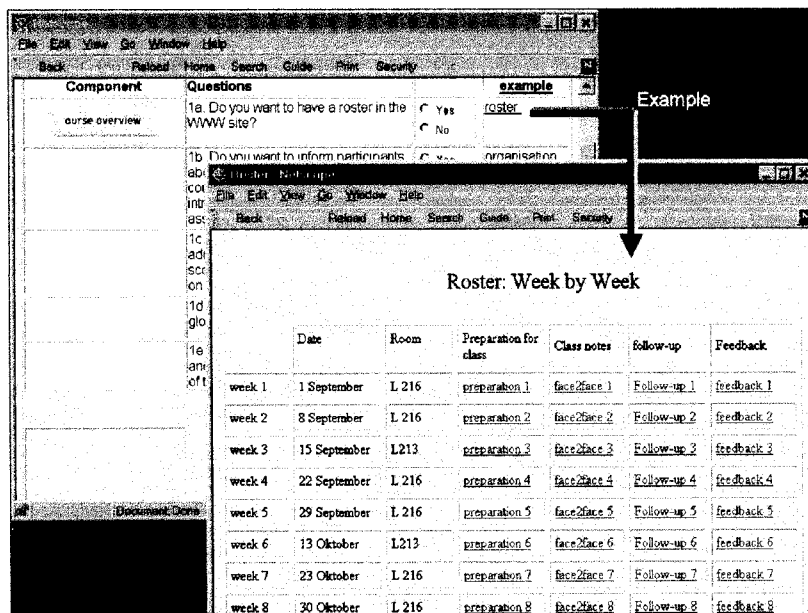 File Edit View Go Window Help
Back Reload Home Search Guide Print Security
Component Questions example
1a. Do you want to have a roster in the Yes roster
ourse overview WWW site? No
Example
1b. Do you want to inform participants Yes organisation
Roster - Netscape
File Edit View Go Window Help
Back Reload Home Search Guide Print Security
1c
1d
glo
1e
of t
Document: Done
Roster: Week by Week
Date Room Preparation for class Class notes follow-up Feedback
week 1 1 September L 216 preparation 1 face2face 1 Follow-up 1 feedback 1
week 2 8 September L 216 preparation 2 face2face 2 Follow-up 2 feedback 2
week 3 15 September L213 preparation 3 face2face 3 Follow-up 3 feedback 3
week 4 22 September L 216 preparation 4 face2face 4 Follow-up 4 feedback 4
week 5 29 September L 216 preparation 5 face2face 5 Follow-up 5 feedback 5
week 6 13 Oktober L213 preparation 6 face2face 6 Follow-up 6 feedback 6
week 7 23 Oktober L 216 preparation 7 face2face 7 Follow-up 7 feedback 7
week 8 30 Oktober L 216 preparation 8 face2face 8 Follow-up 8 feedback 8